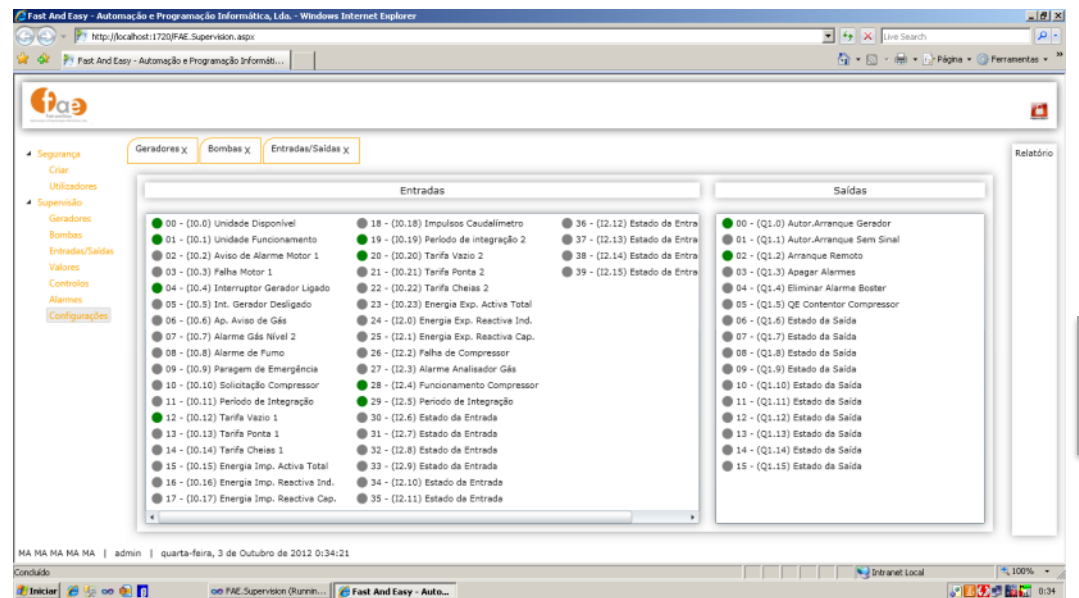 Fast And Easy - Automação e Programação Informática, Lda. - Windows Internet Explorer
http://localhost:1720/FAE.Supervision.aspx
Live Search
Fast And Easy - Automação e Programação Informáti...
Página
Ferramentas
fae
Relatório
Geradores X
Bombas X
Entradas/Saídas X
Segurança
Criar
Utilizadores
Supervisão
Geradores
Bombas
Entradas/Saídas
Valores
Controlos
Alarmes
Configurações
Entradas
00 - (I0.0) Unidade Disponível
01 - (I0.1) Unidade Funcionamento
02 - (I0.2) Aviso de Alarme Motor 1
03 - (I0.3) Falha Motor 1
04 - (I0.4) Interruptor Gerador Ligado
05 - (I0.5) Int. Gerador Desligado
06 - (I0.6) Ap. Aviso de Gás
07 - (I0.7) Alarme Gás Nível 2
08 - (I0.8) Alarme de Fumo
09 - (I0.9) Paragem de Emergência
10 - (I0.10) Solicitação Compressor
11 - (I0.11) Período de Integração
12 - (I0.12) Tarifa Vazio 1
13 - (I0.13) Tarifa Ponta 1
14 - (I0.14) Tarifa Cheias 1
15 - (I0.15) Energia Imp. Activa Total
16 - (I0.16) Energia Imp. Reactiva Ind.
17 - (I0.17) Energia Imp. Reactiva Cap.
18 - (I0.18) Impulsos Caudalímetro
19 - (I0.19) Período de integração 2
20 - (I0.20) Tarifa Vazio 2
21 - (I0.21) Tarifa Ponta 2
22 - (I0.22) Tarifa Cheias 2
23 - (I0.23) Energia Exp. Activa Total
24 - (I2.0) Energia Exp. Reactiva Ind.
25 - (I2.1) Energia Exp. Reactiva Cap.
26 - (I2.2) Falha de Compressor
27 - (I2.3) Alarme Analisador Gás
28 - (I2.4) Funcionamento Compressor
29 - (I2.5) Periodo de Integração
30 - (I2.6) Estado da Entrada
31 - (I2.7) Estado da Entrada
32 - (I2.8) Estado da Entrada
33 - (I2.9) Estado da Entrada
34 - (I2.10) Estado da Entrada
35 - (I2.11) Estado da Entrada
36 - (I2.12) Estado da Entra
37 - (I2.13) Estado da Entra
38 - (I2.14) Estado da Entra
39 - (I2.15) Estado da Entra
Saídas
00 - (Q1.0) Autor.Arranque Gerador
01 - (Q1.1) Autor.Arranque Sem Sinal
02 - (Q1.2) Arranque Remoto
03 - (Q1.3) Apagar Alarmes
04 - (Q1.4) Eliminar Alarme Boster
05 - (Q1.5) QE Contentor Compressor
06 - (Q1.6) Estado da Saída
07 - (Q1.7) Estado da Saída
08 - (Q1.8) Estado da Saída
09 - (Q1.9) Estado da Saída
10 - (Q1.10) Estado da Saída
11 - (Q1.11) Estado da Saída
12 - (Q1.12) Estado da Saída
13 - (Q1.13) Estado da Saída
14 - (Q1.14) Estado da Saída
15 - (Q1.15) Estado da Saída
MA MA MA MA MA | admin | quarta-feira, 3 de Outubro de 2012 0:34:21
Concluído
Intranet Local
100%
Iniciar
FAE.Supervision (Runnin...
Fast And Easy - Auto...
0:34